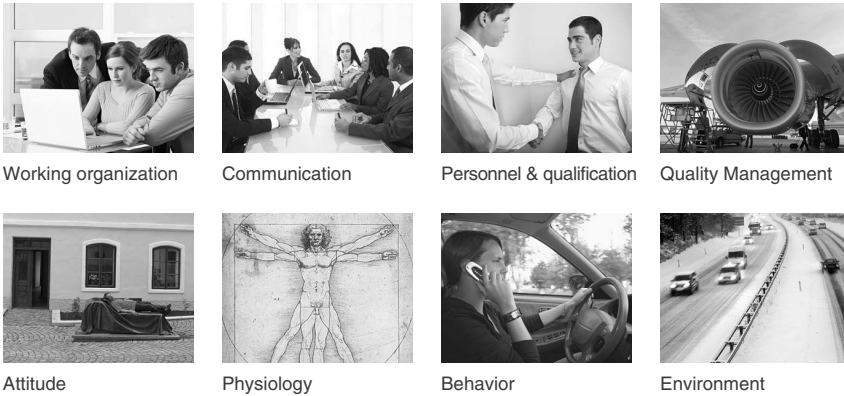 Working organization
Communication
Personnel & qualification
Quality Management
Attitude
Physiology
Behavior
Environment